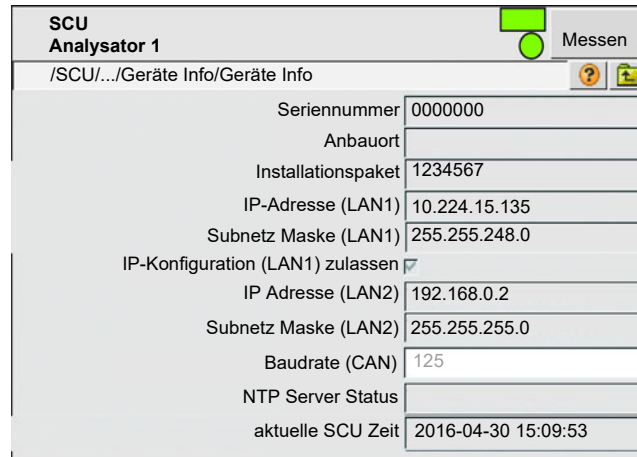 SCU
Analysator 1
Messen
/SCU/.../Geräte Info/Geräte Info
?
Seriennummer 0000000
Anbauort
Installationspaket 1234567
IP-Adresse (LAN1) 10.224.15.135
Subnetz Maske (LAN1) 255.255.248.0
IP-Konfiguration (LAN1) zulassen
IP Adresse (LAN2) 192.168.0.2
Subnetz Maske (LAN2) 255.255.255.0
Baudrate (CAN) 125
NTP Server Status
aktuelle SCU Zeit 2016-04-30 15:09:53